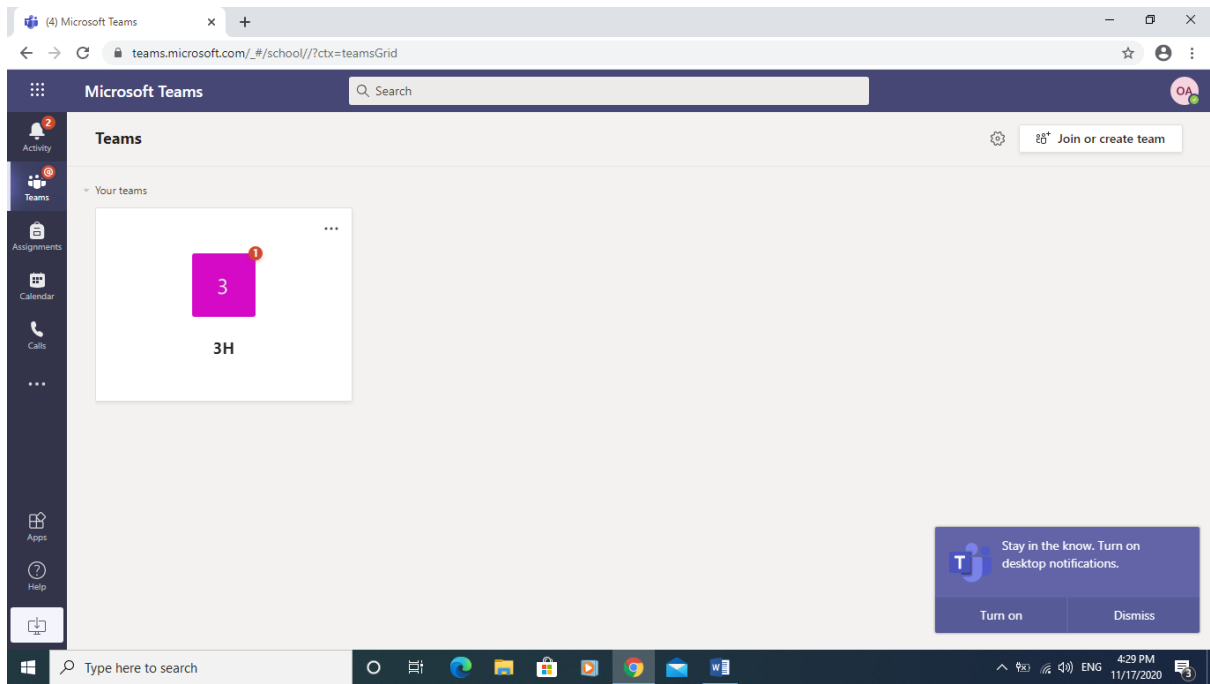 (4) Microsoft Teams
teams.microsoft.com/_#/school//?ctx=teamsGrid
Microsoft Teams
Search
OA
2
Activity
Teams
Join or create team
@
Teams
Your teams
Assignments
1
3
3H
Calendar
Calls
Apps
Help
T
Stay in the know. Turn on
desktop notifications.
Turn on
Dismiss
Type here to search
W
ENG
4:29 PM
11/17/2020
3